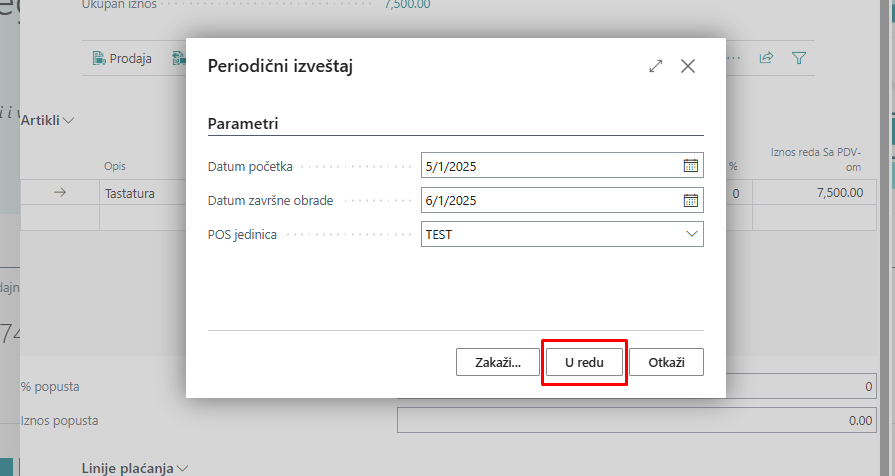 Ukupan iznos 7,500.00
Prodaja
Periodični izveštaj
i i v
Artikli
Parametri
Opis % Iznos reda Sa PDV-
om
Datum početka 5/1/2025
Tastatura 0 7,500.00
Datum završne obrade 6/1/2025
POS jedinica TEST
dajn
74
Zakaži... U redu Otkaži
% popusta 0
Iznos popusta 0.00
Linije plaćanja